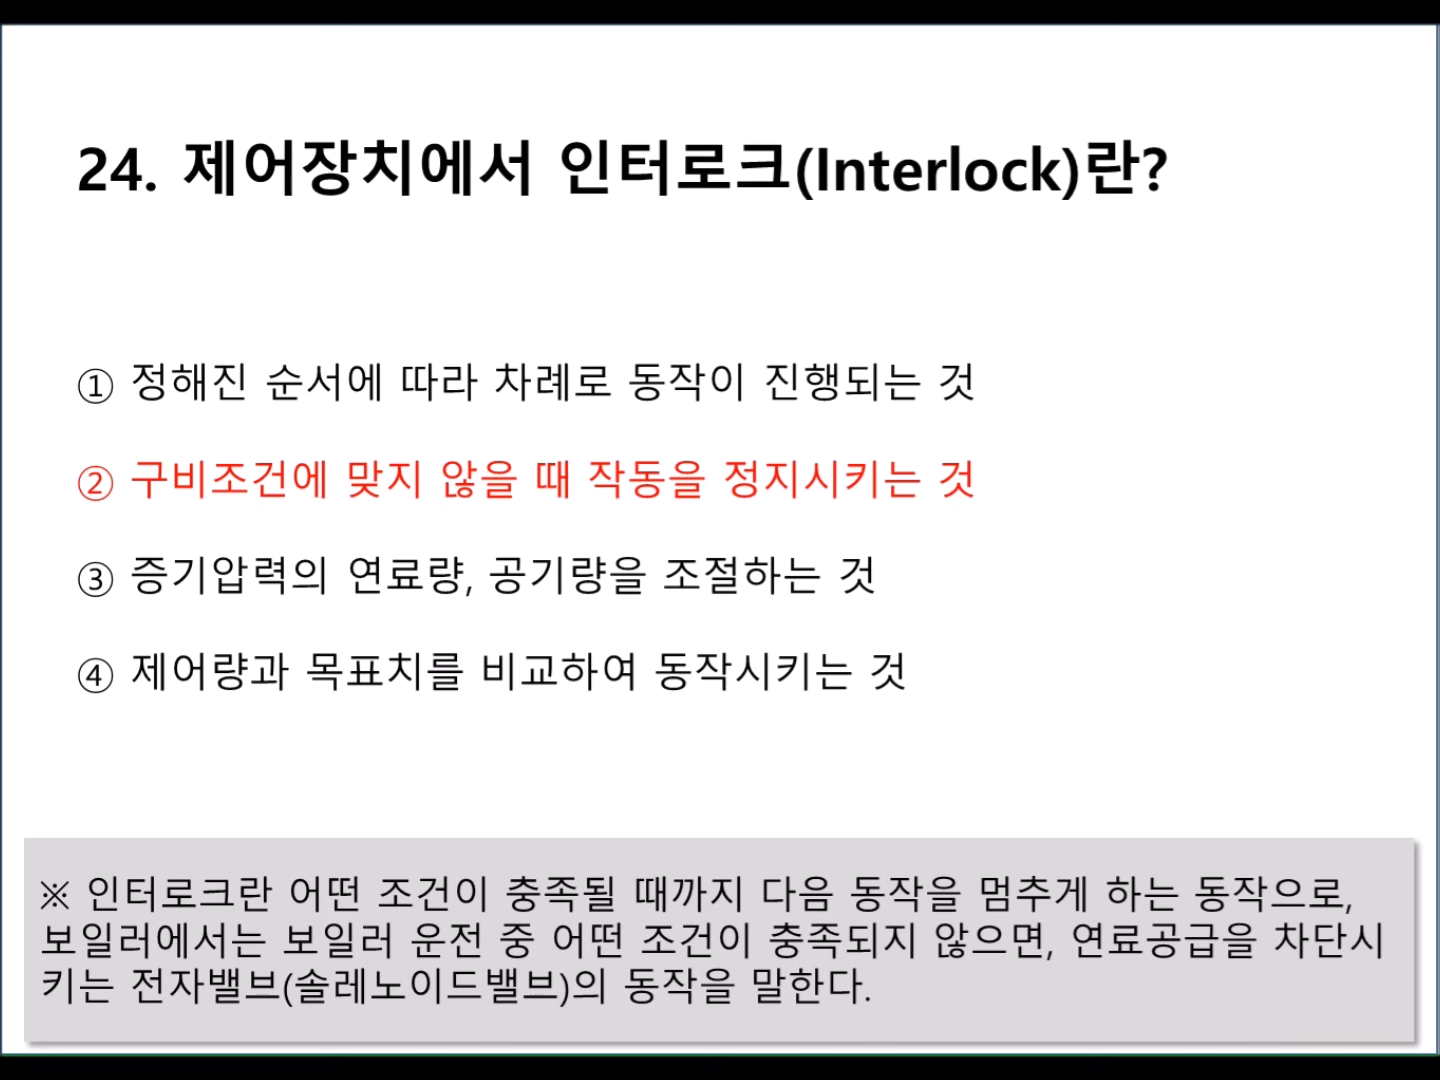 24. 제어장치에서 인터로크(Interlock)란?
① 정해진 순서에 따라 차례로 동작이 진행되는 것
② 구비조건에 맞지 않을 때 작동을 정지시키는 것
③ 증기압력의 연료량, 공기량을 조절하는 것
④ 제어량과 목표치를 비교하여 동작시키는 것
※ 인터로크란 어떤 조건이 충족될 때까지 다음 동작을 멈추게 하는 동작으로,
보일러에서는 보일러 운전 중 어떤 조건이 충족되지 않으면, 연료공급을 차단시
키는 전자밸브(솔레노이드밸브)의 동작을 말한다.